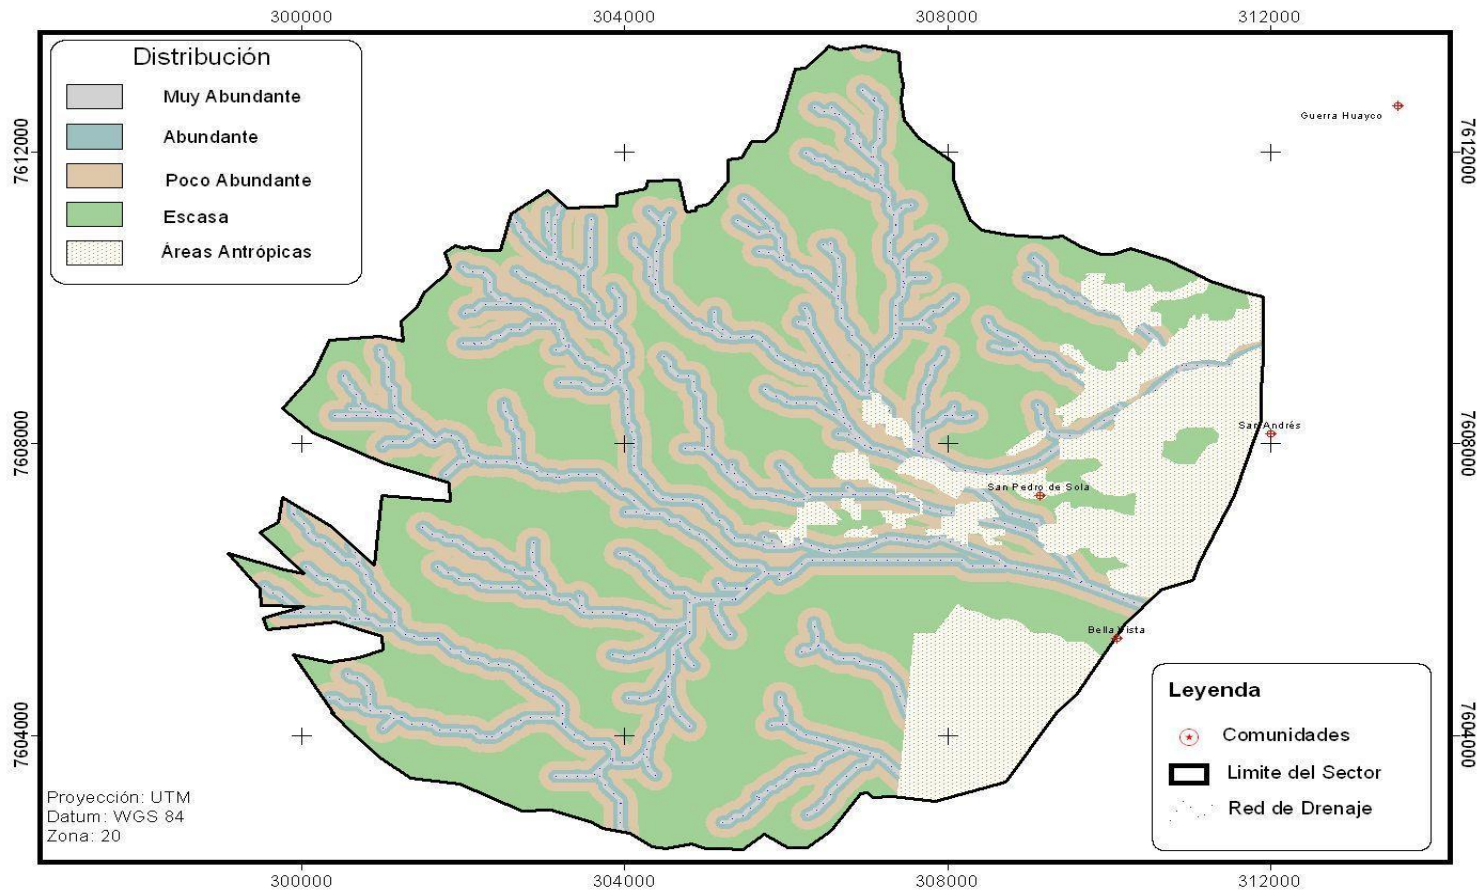 300000 304000 308000 312000
Distribución
Muy Abundante
Abundante
Poco Abundante
Escasa
Áreas Antrópicas
Guerra Huayco
7612000 7612000
San Andrés
7608000 7608000
San Pedro de Sola
Bella Vista
Leyenda
Comunidades
Limite del Sector
Red de Drenaje
7604000 7604000
Proyección: UTM
Datum: WGS 84
Zona: 20
300000 304000 308000 312000